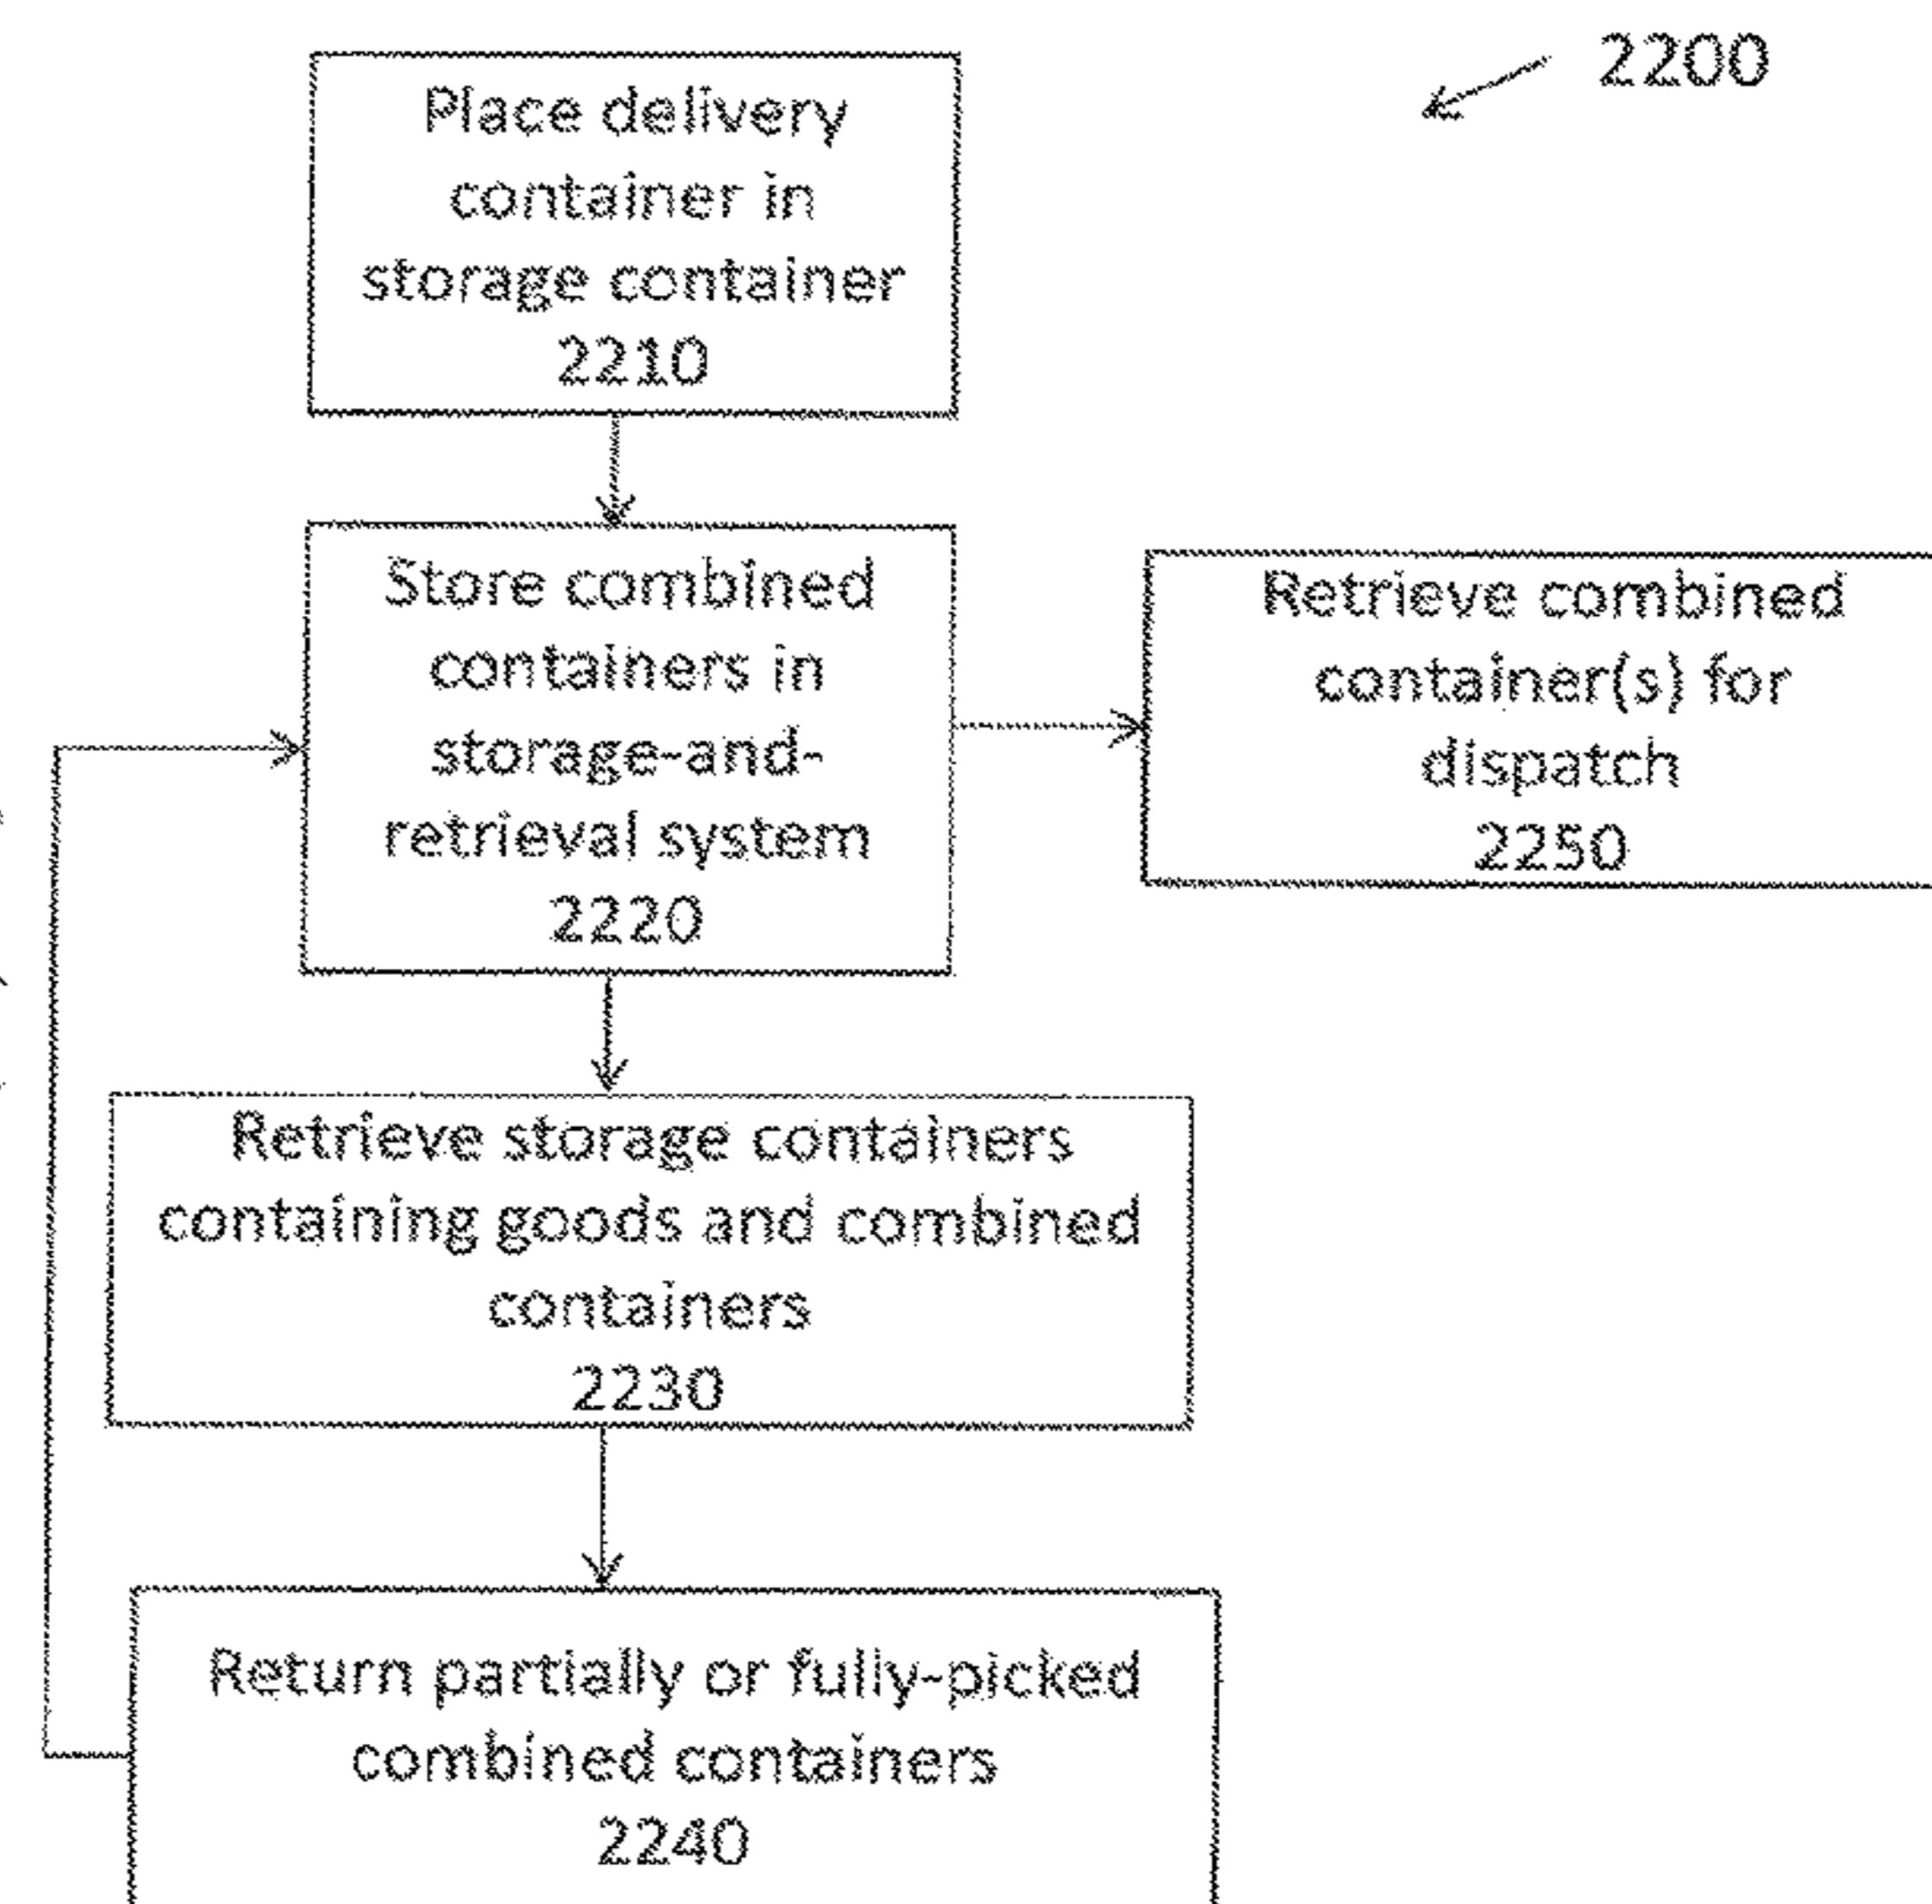 2200
Place delivery
container in
storage container
2210
Store combined
containers in
storage-and-
retrieval system
2220
Retrieve combined
container(s) for
dispatch
2250
Retrieve storage containers
containing goods and combined
containers
2230
Return partially or fully-picked
combined containers
2240